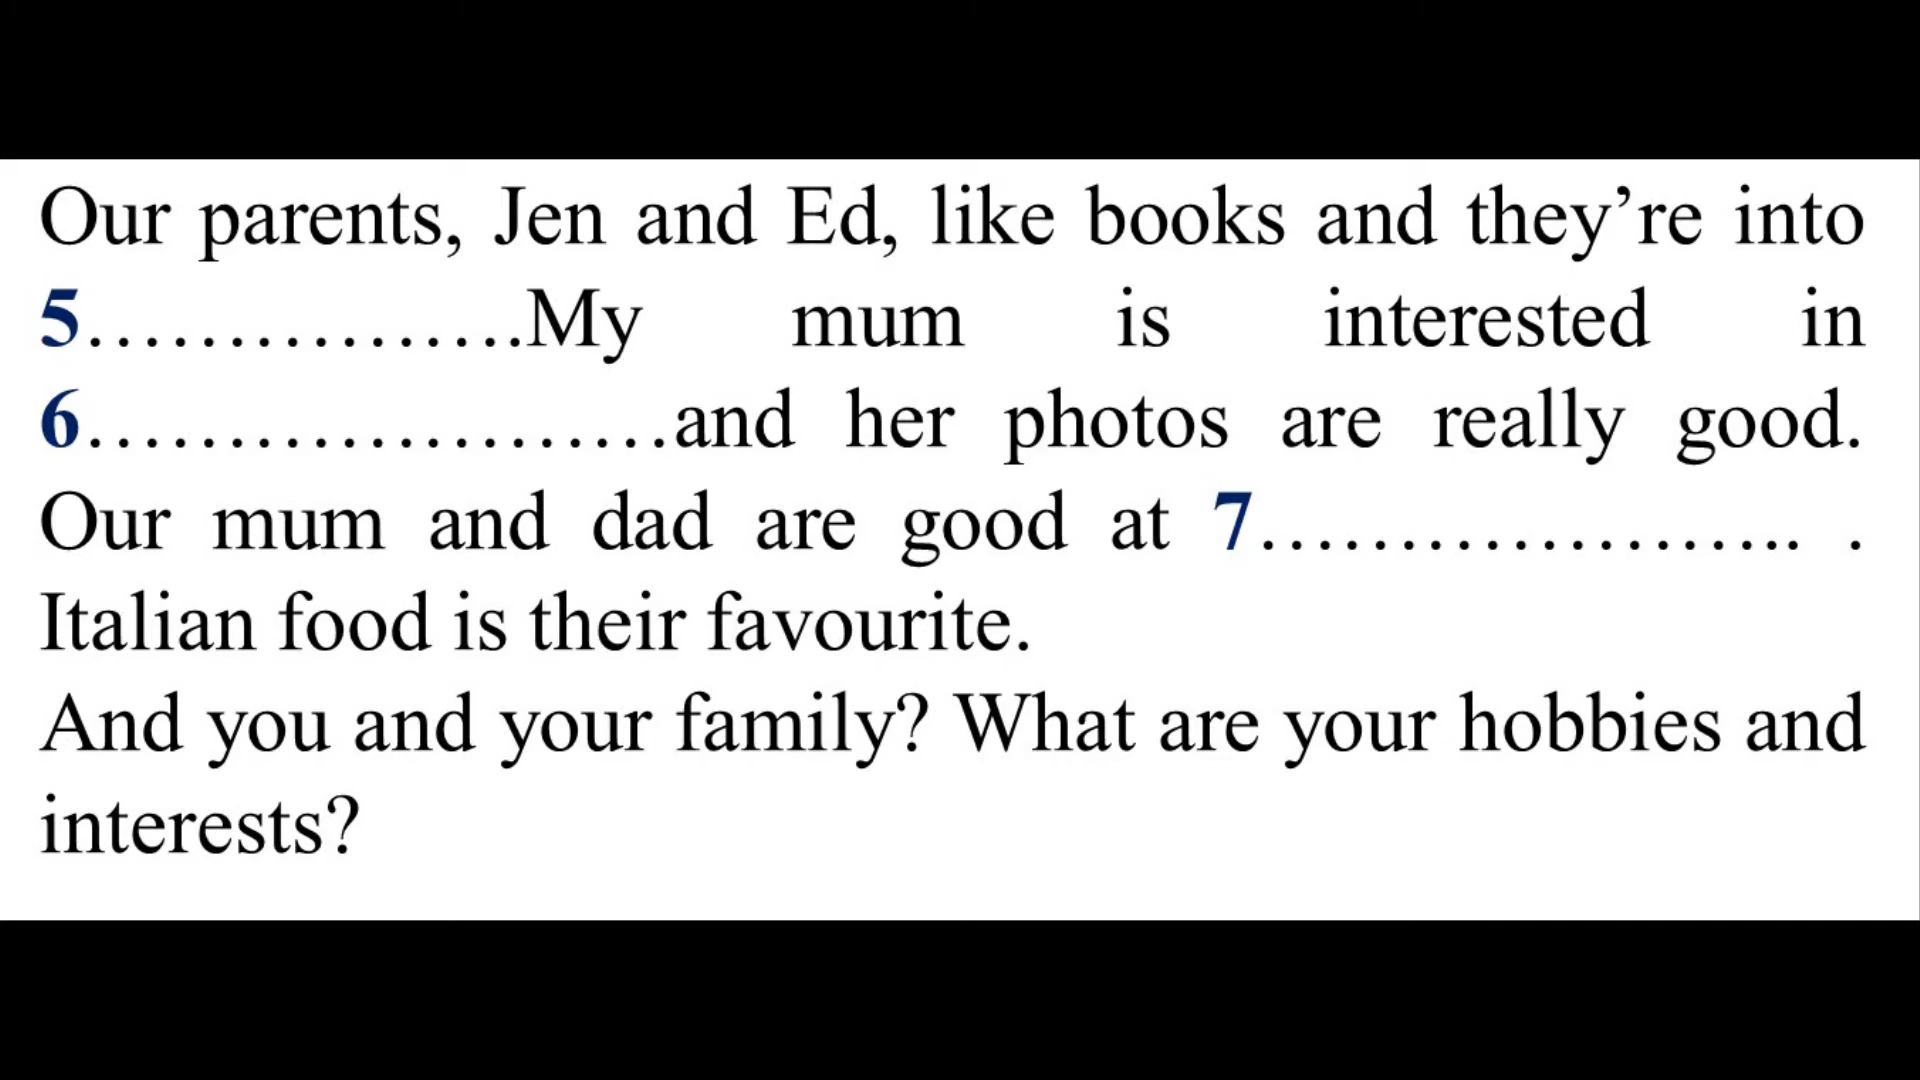 Our parents, Jen and Ed, like books and they’re into
5…………….My mum is interested in
6…………………and her photos are really good.
Our mum and dad are good at 7……………….. .
Italian food is their favourite.
And you and your family? What are your hobbies and
interests?